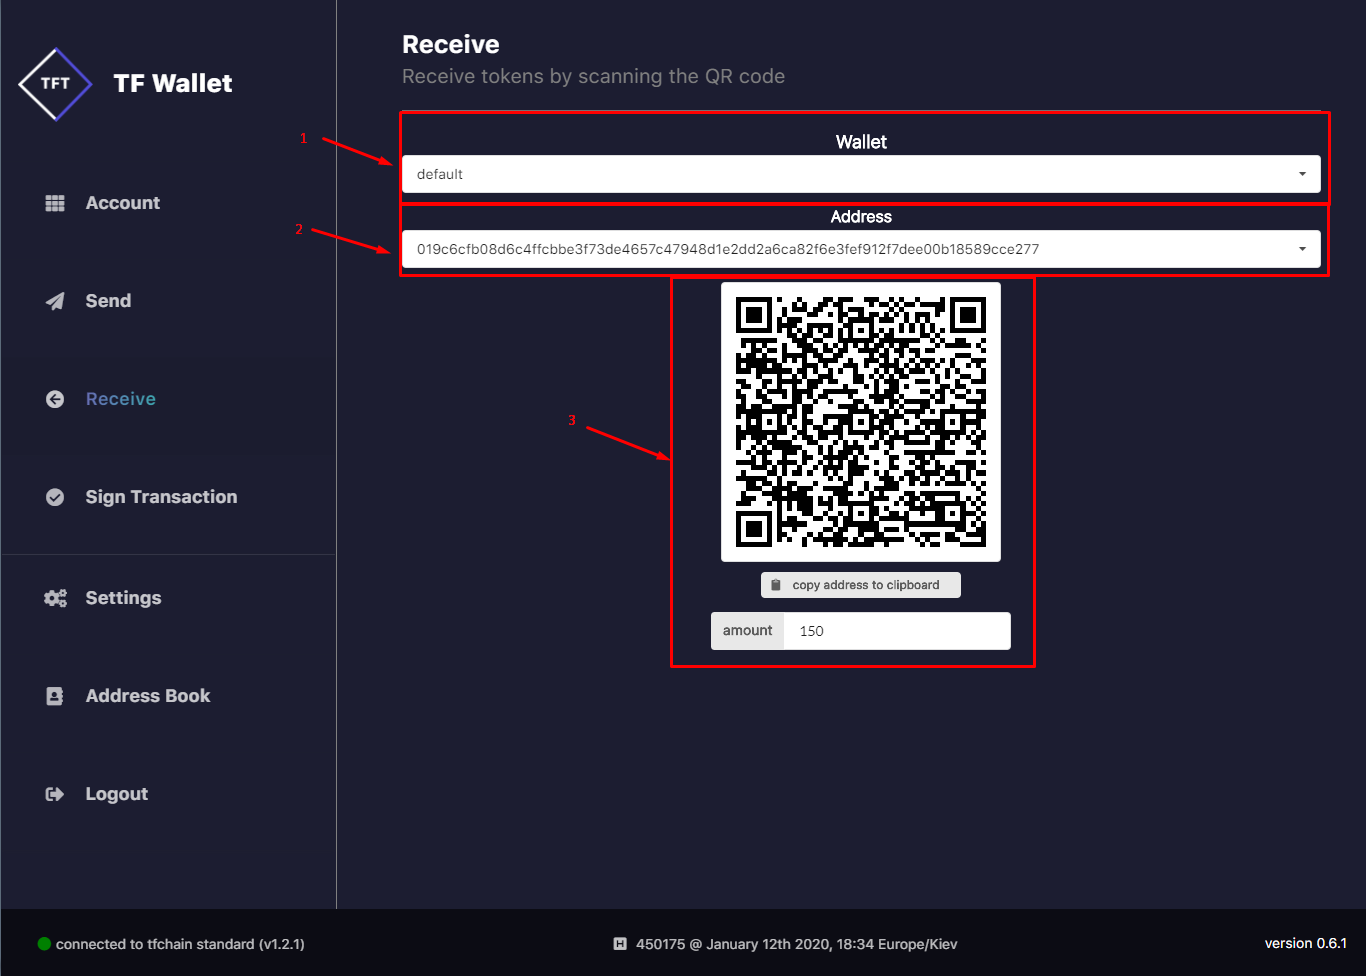 TFT
TF Wallet
Account
Send
Receive
Sign Transaction
Settings
Address Book
Logout
Receive
Receive tokens by scanning the QR code
1
Wallet
default
2
Address
019c6cfb08d6c4ffcbbe3f73de4657c47948d1e2dd2a6ca82f6e3fef912f7dee00b18589cce277
3
copy address to clipboard
amount 150
connected to tfchain standard (v1.2.1)
H 450175 @ January 12th 2020, 18:34 Europe/Kiev
version 0.6.1